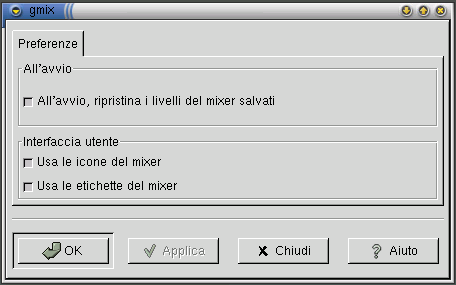 gmix
Preferenze
All'avvio
All'avvio, ripristina i livelli del mixer salvati
Interfaccia utente
Usa le icone del mixer
Usa le etichette del mixer
OK Applica Chiudi Aiuto